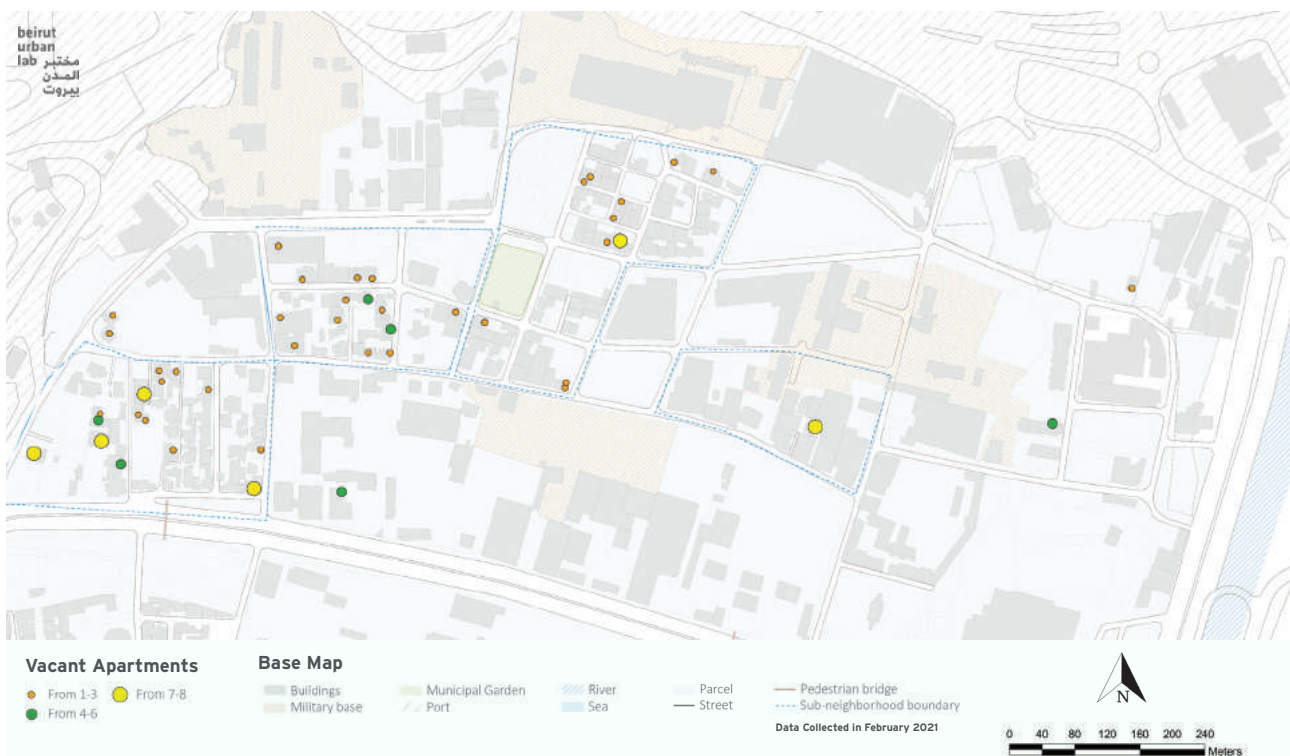 beirut
urban
lab مختبر
المدن
بيروت
Vacant Apartments
From 1-3
From 7-8
From 4-6
Base Map
Buildings
Municipal Garden
River
Parcel
Pedestrian bridge
Military base
Port
Sea
Street
Sub-neighborhood boundary
Data Collected in February 2021
N
0 40 80 120 160 200 240
Meters